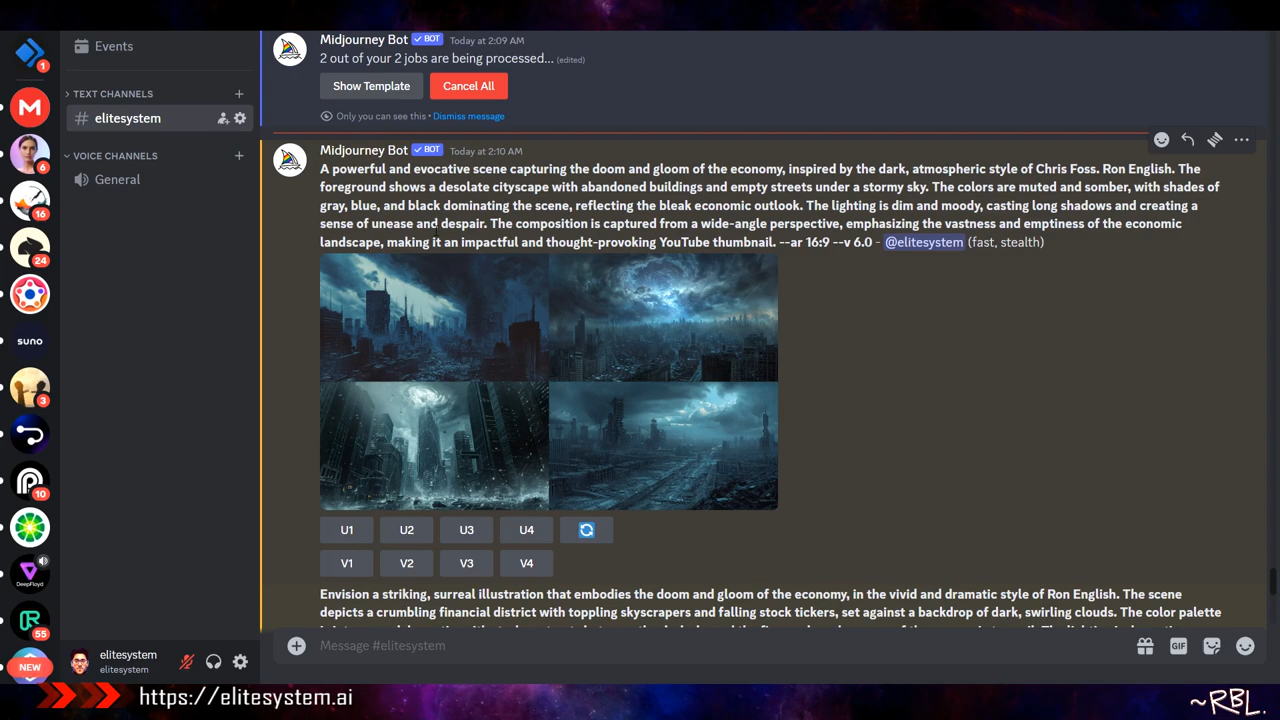 Events
TEXT CHANNELS
elitesystem
VOICE CHANNELS
General
Midjourney Bot BOT Today at 2:09 AM
2 out of your 2 jobs are being processed... (edited)
Show Template Cancel All
Only you can see this • Dismiss message
Midjourney Bot BOT Today at 2:10 AM
A powerful and evocative scene capturing the doom and gloom of the economy, inspired by the dark, atmospheric style of Chris Foss. Ron English. The
foreground shows a desolate cityscape with abandoned buildings and empty streets under a stormy sky. The colors are muted and somber, with shades of
gray, blue, and black dominating the scene, reflecting the bleak economic outlook. The lighting is dim and moody, casting long shadows and creating a
sense of unease and despair. The composition is captured from a wide-angle perspective, emphasizing the vastness and emptiness of the economic
landscape, making it an impactful and thought-provoking YouTube thumbnail. --ar 16:9 --v 6.0 - @elitesystem (fast, stealth)
U1 U2 U3 U4
V1 V2 V3 V4
Envision a striking, surreal illustration that embodies the doom and gloom of the economy, in the vivid and dramatic style of Ron English. The scene
depicts a crumbling financial district with toppling skyscrapers and falling stock tickers, set against a backdrop of dark, swirling clouds. The color palette
Message #elitesystem
GIF
1
M
6
16
24
suno
3
10
DeepFloyd
55
NEW
elitesystem
elitesystem
https://elitesystem.ai
~RBL.